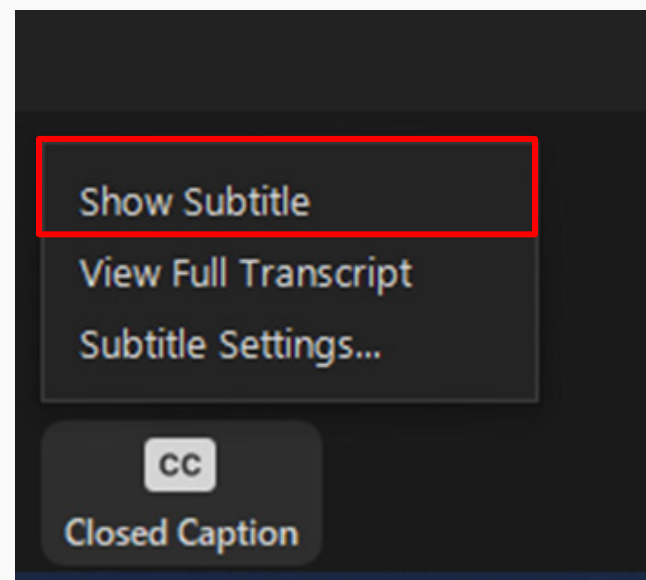 Show Subtitle
View Full Transcript
Subtitle Settings...
CC
Closed Caption